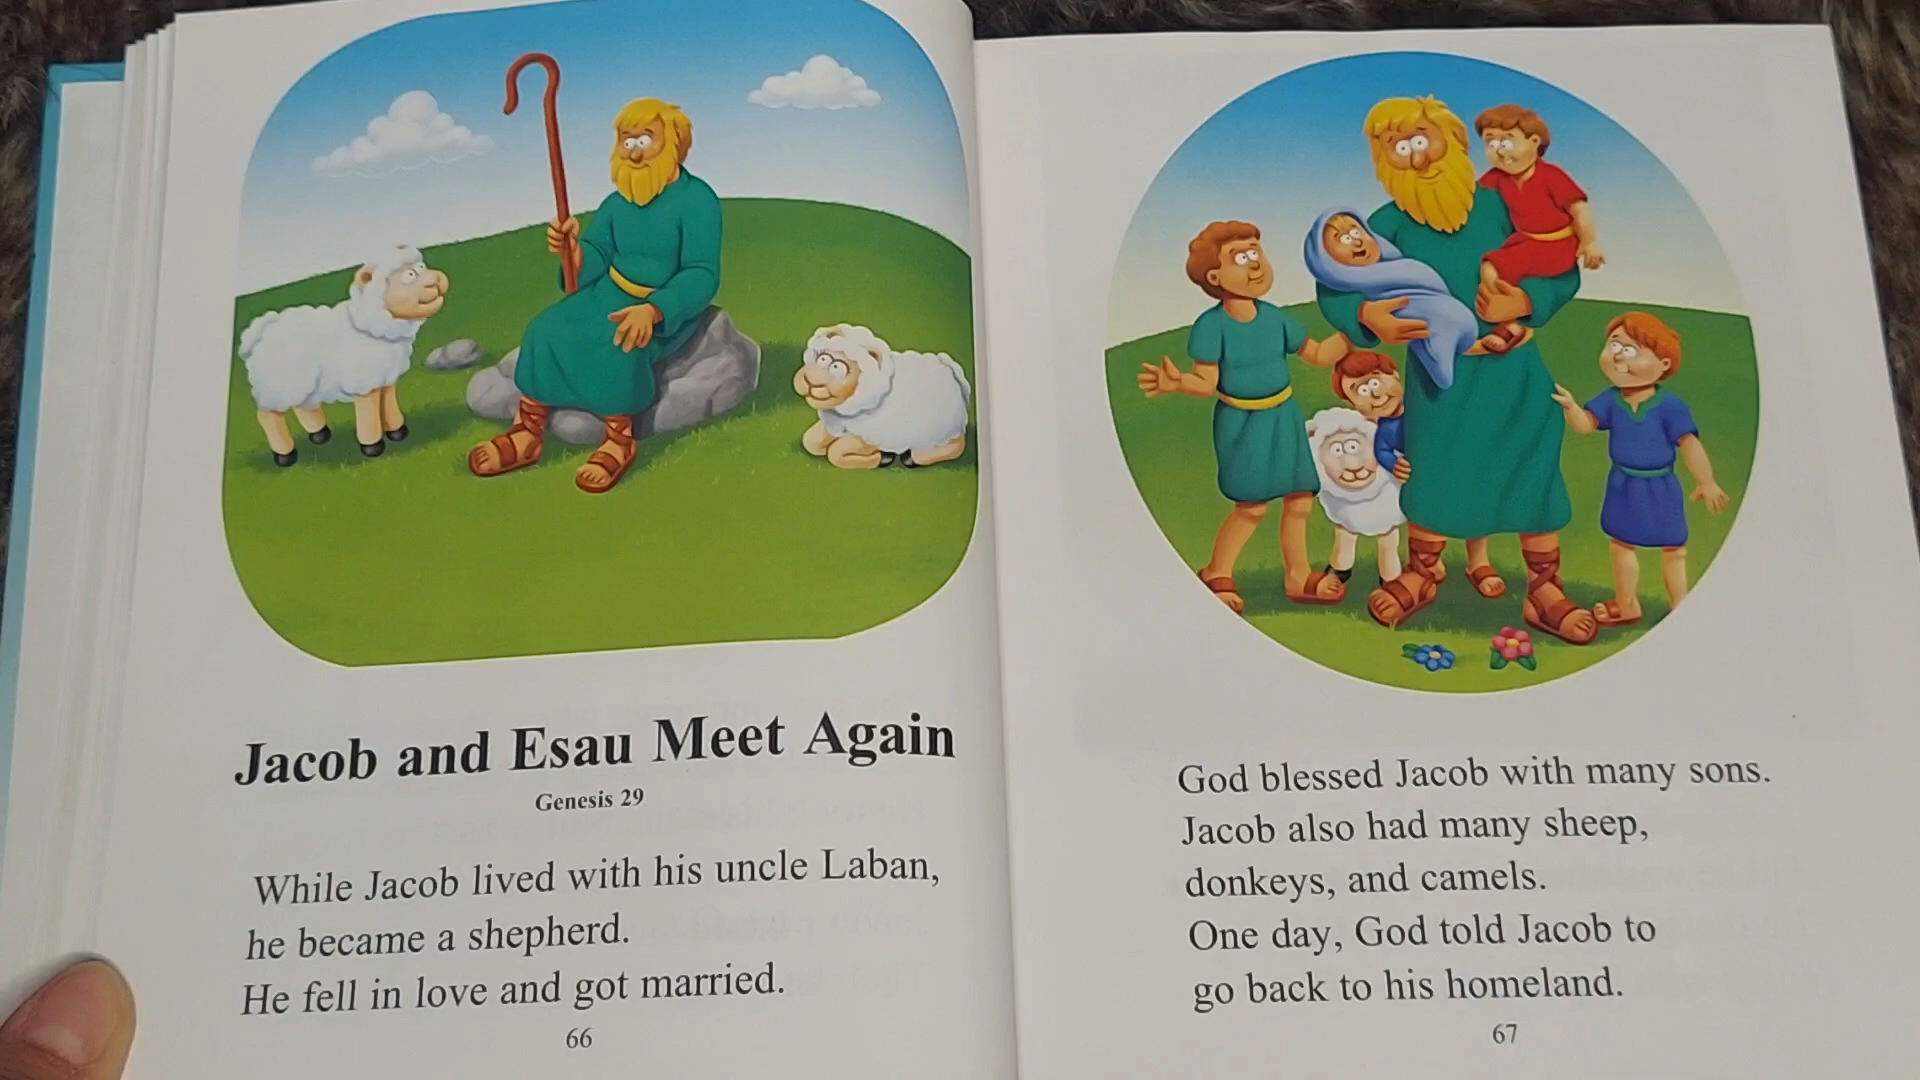 Jacob and Esau Meet Again
Genesis 29
While Jacob lived with his uncle Laban,
he became a shepherd.
He fell in love and got married.
66
God blessed Jacob with many sons.
Jacob also had many sheep,
donkeys, and camels.
One day, God told Jacob to
go back to his homeland.
67